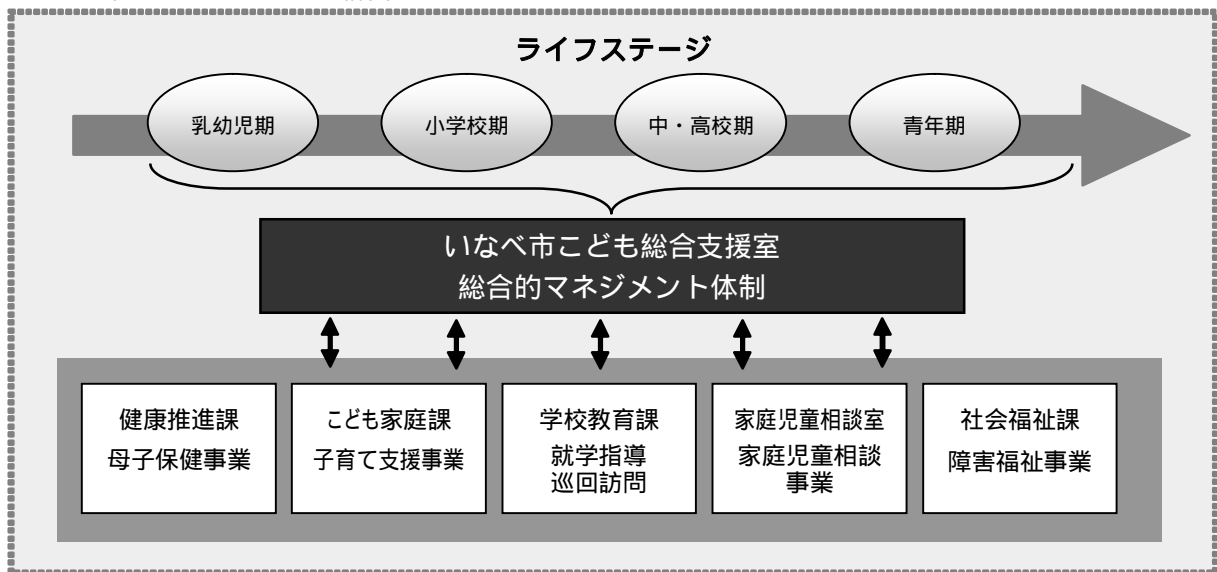 ライフステージ
乳幼児期
小学校期
中・高校期
青年期
いなべ市こども総合支援室
総合的マネジメント体制
健康推進課
母子保健事業
こども家庭課
子育て支援事業
学校教育課
就学指導
巡回訪問
家庭児童相談室
家庭児童相談
事業
社会福祉課
障害福祉事業